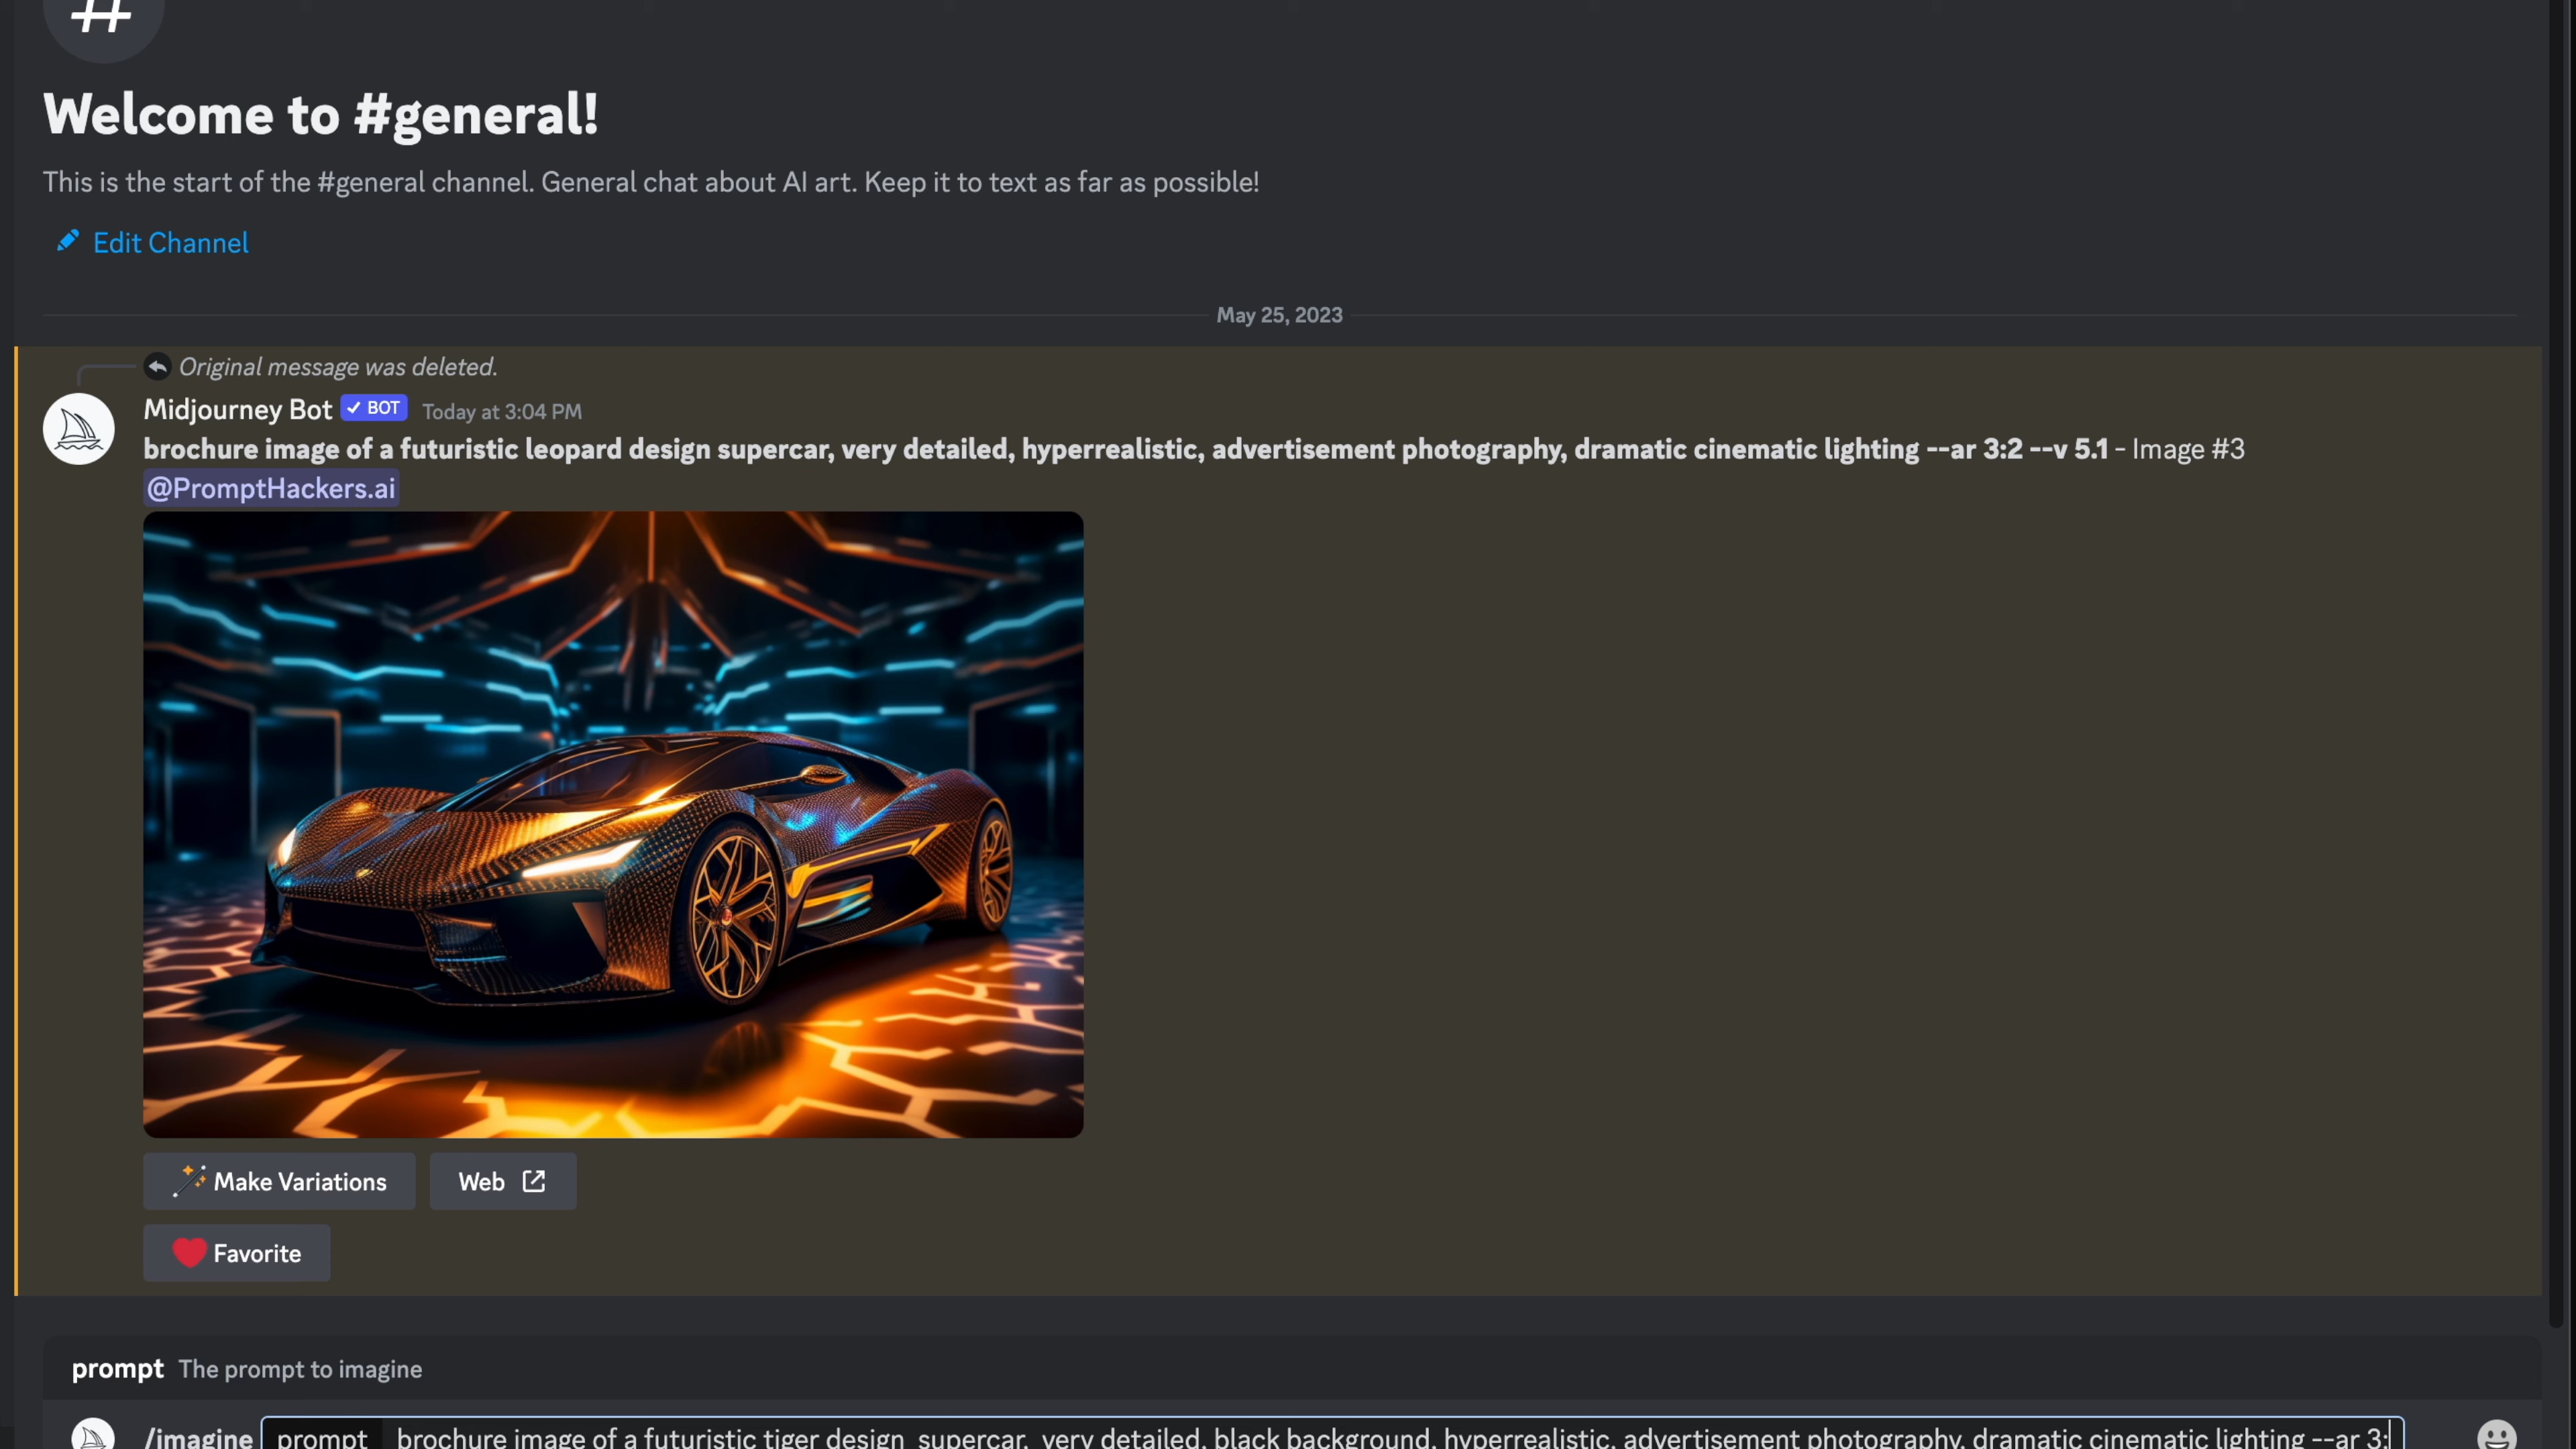 #
Welcome to #general!
This is the start of the #general channel. General chat about AI art. Keep it to text as far as possible!
Edit Channel
May 25, 2023
Original message was deleted.
Midjourney Bot ✓ BOT Today at 3:04 PM
brochure image of a futuristic leopard design supercar, very detailed, hyperrealistic, advertisement photography, dramatic cinematic lighting --ar 3:2 --v 5.1 - Image #3
@PromptHackers.ai
Make Variations Web
Favorite
prompt The prompt to imagine
/imagine prompt brochure image of a futuristic tiger design supercar, very detailed, black background, hyperrealistic, advertisement photography, dramatic cinematic lighting --ar 3: